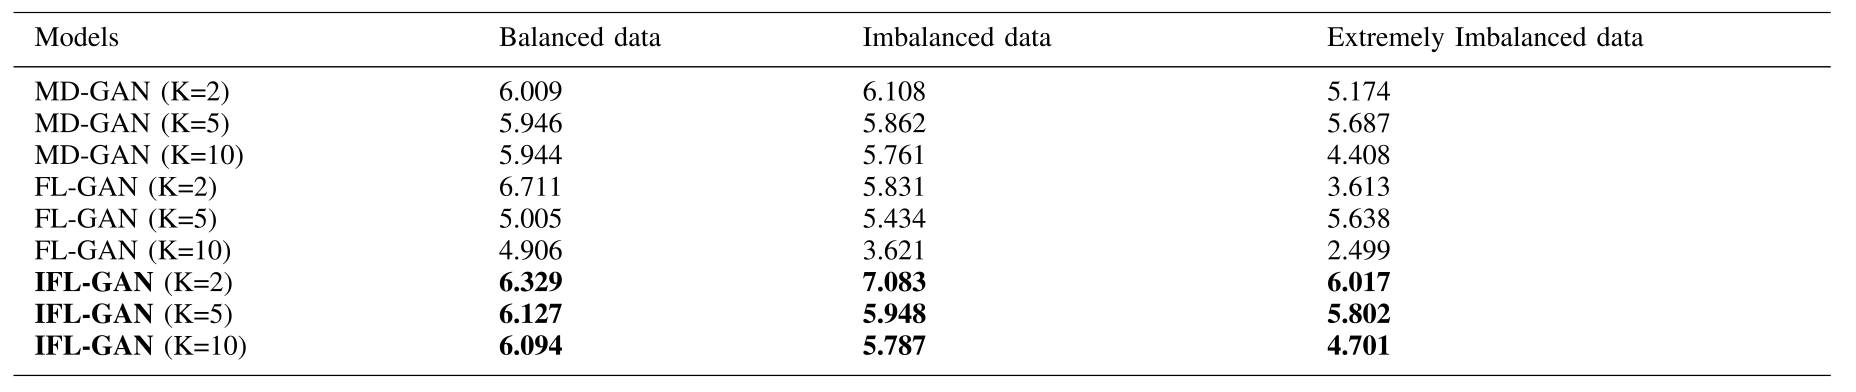 Models Balanced data Imbalanced data Extremely Imbalanced data
MD-GAN (K=2) 6.009 6.108 5.174
MD-GAN (K=5) 5.946 5.862 5.687
MD-GAN (K=10) 5.944 5.761 4.408
FL-GAN (K=2) 6.711 5.831 3.613
FL-GAN (K=5) 5.005 5.434 5.638
FL-GAN (K=10) 4.906 3.621 2.499
IFL-GAN (K=2) 6.329 7.083 6.017
IFL-GAN (K=5) 6.127 5.948 5.802
IFL-GAN (K=10) 6.094 5.787 4.701